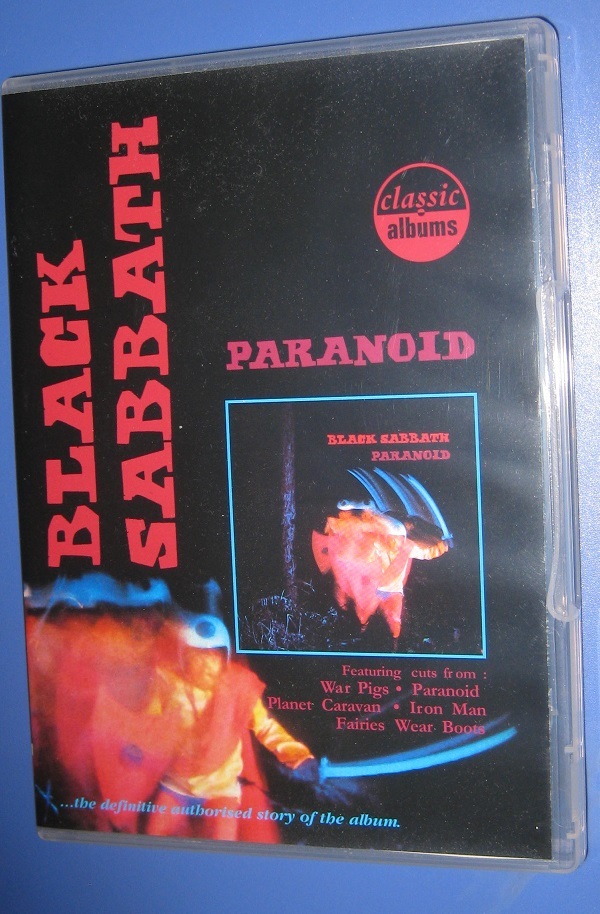 BLACK
SABBATH
classic
albums
PARANOID
BLACK SABBATH
PARANOID
Featuring cuts from :
War Pigs • Paranoid
Planet Caravan • Iron Man
Fairies Wear Boots
...the definitive authorised story of the album.